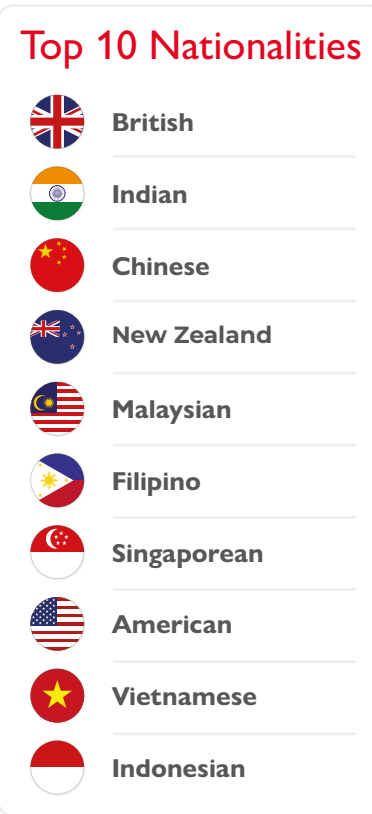 Top 10 Nationalities
British
Indian
Chinese
New Zealand
Malaysian
Filipino
Singaporean
American
Vietnamese
Indonesian